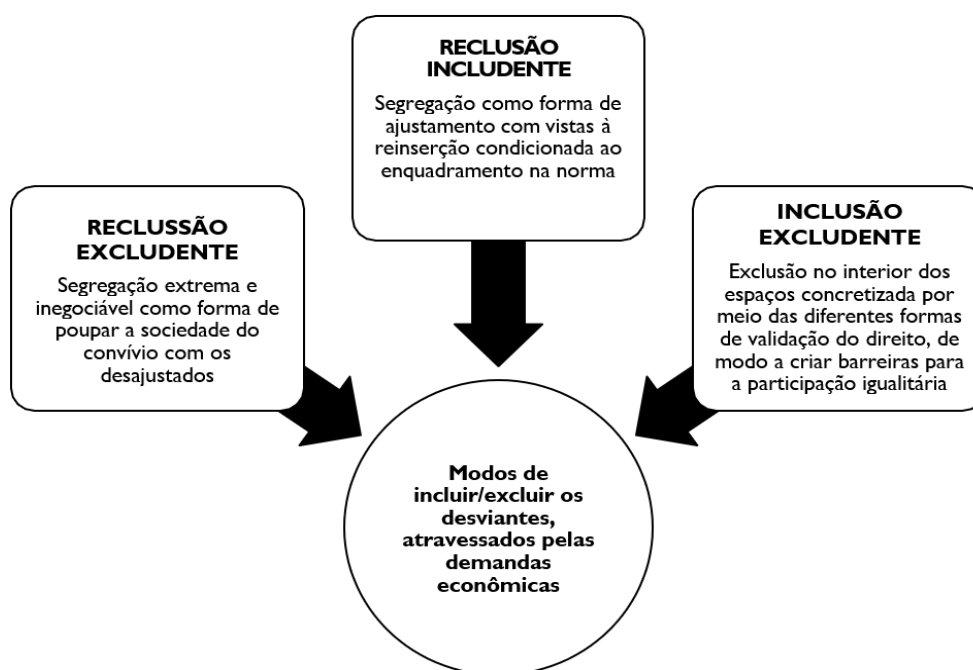 RECLUSÃO
INCLUDENTE
Segregação como forma de
ajustamento com vistas à
reinserção condicionada ao
enquadramento na norma
RECLUSSÃO
EXCLUDENTE
Segregação extrema e
inegociável como forma de
poupar a sociedade do
convívio com os
desajustados
INCLUSÃO
EXCLUDENTE
Exclusão no interior dos
espaços concretizada por
meio das diferentes formas
de validação do direito, de
modo a criar barreiras para
a participação igualitária
Modos de
incluir/excluir os
desviantes,
atravessados pelas
demandas
econômicas